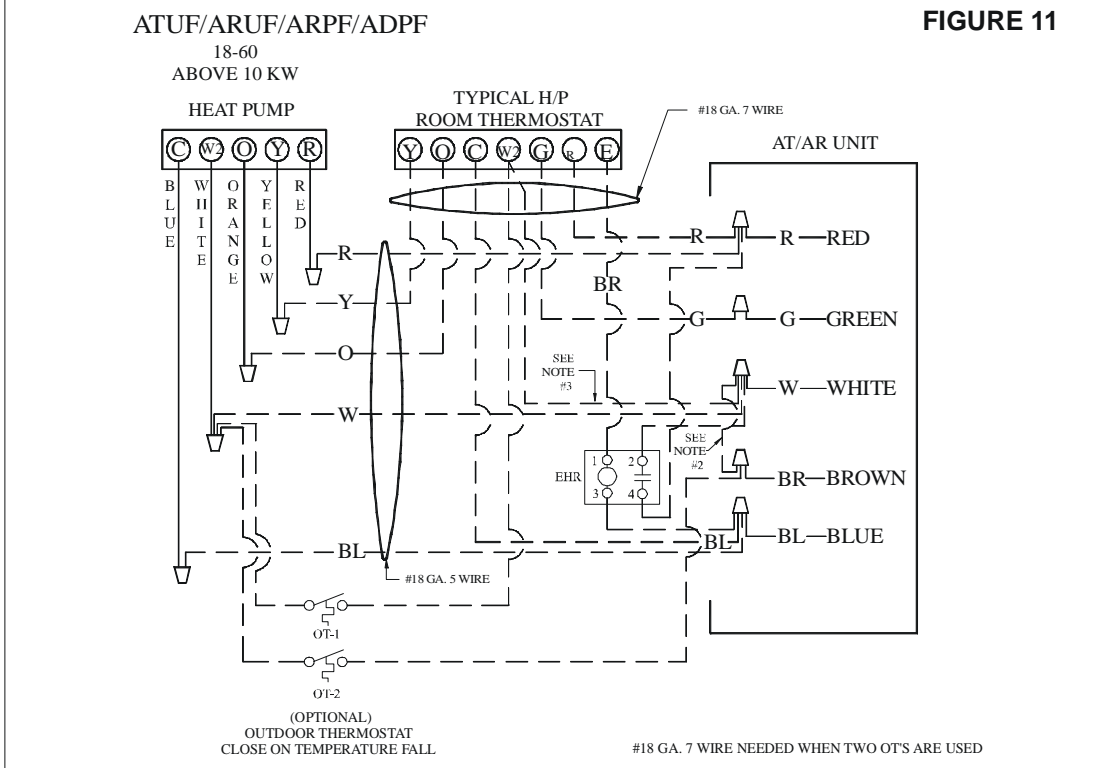 ATUF/ARUF/ARPF/ADPF
18-60
ABOVE 10 KW
FIGURE 11
HEAT PUMP
TYPICAL H/P
ROOM THERMOSTAT
#18 GA. 7 WIRE
AT/AR UNIT
C W2 O Y R
Y O C W2 G R E
BLUE
WHITE
ORANGE
YELLOW
RED
R
R
R
RED
BR
Y
G
G
GREEN
O
SEE
NOTE
#3
W
WHITE
W
SEE
NOTE
#2
EHR
1
2
3
4
BR
BROWN
BL
BL
BL
BLUE
#18 GA. 5 WIRE
OT-1
OT-2
(OPTIONAL)
OUTDOOR THERMOSTAT
CLOSE ON TEMPERATURE FALL
#18 GA. 7 WIRE NEEDED WHEN TWO OT'S ARE USED